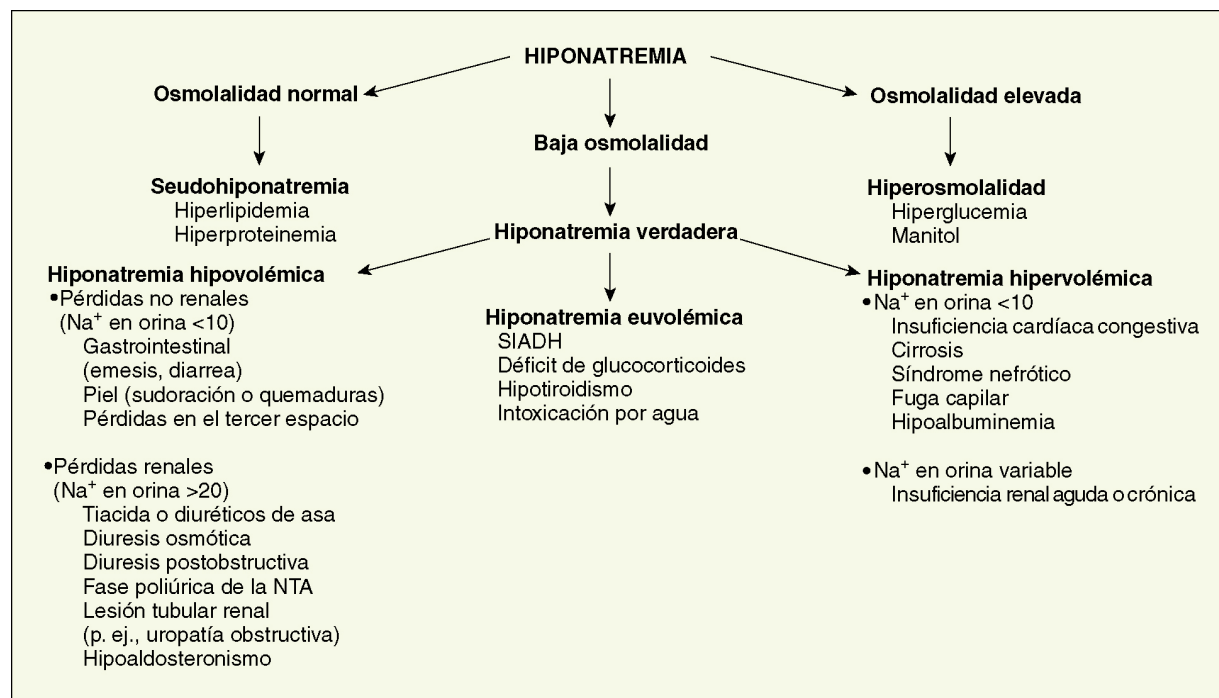 HIPONATREMIA
Osmolalidad normal
Osmolalidad elevada
Baja osmolalidad
Seudohiponatremia
Hiperlipidemia
Hiperproteinemia
Hiperosmolalidad
Hiperglucemia
Manitol
Hiponatremia verdadera
Hiponatremia hipovolémica
•Pérdidas no renales
(Na⁺ en orina <10)
Gastrointestinal
(emesis, diarrea)
Piel (sudoración o quemaduras)
Pérdidas en el tercer espacio
•Pérdidas renales
(Na⁺ en orina >20)
Tiacida o diuréticos de asa
Diuresis osmótica
Diuresis postobstructiva
Fase poliúrica de la NTA
Lesión tubular renal
(p. ej., uropatía obstructiva)
Hipoaldosteronismo
Hiponatremia euvolémica
SIADH
Déficit de glucocorticoides
Hipotiroidismo
Intoxicación por agua
Hiponatremia hipervolémica
•Na⁺ en orina <10
Insuficiencia cardíaca congestiva
Cirrosis
Síndrome nefrótico
Fuga capilar
Hipoalbuminemia
•Na⁺ en orina variable
Insuficiencia renal aguda o crónica